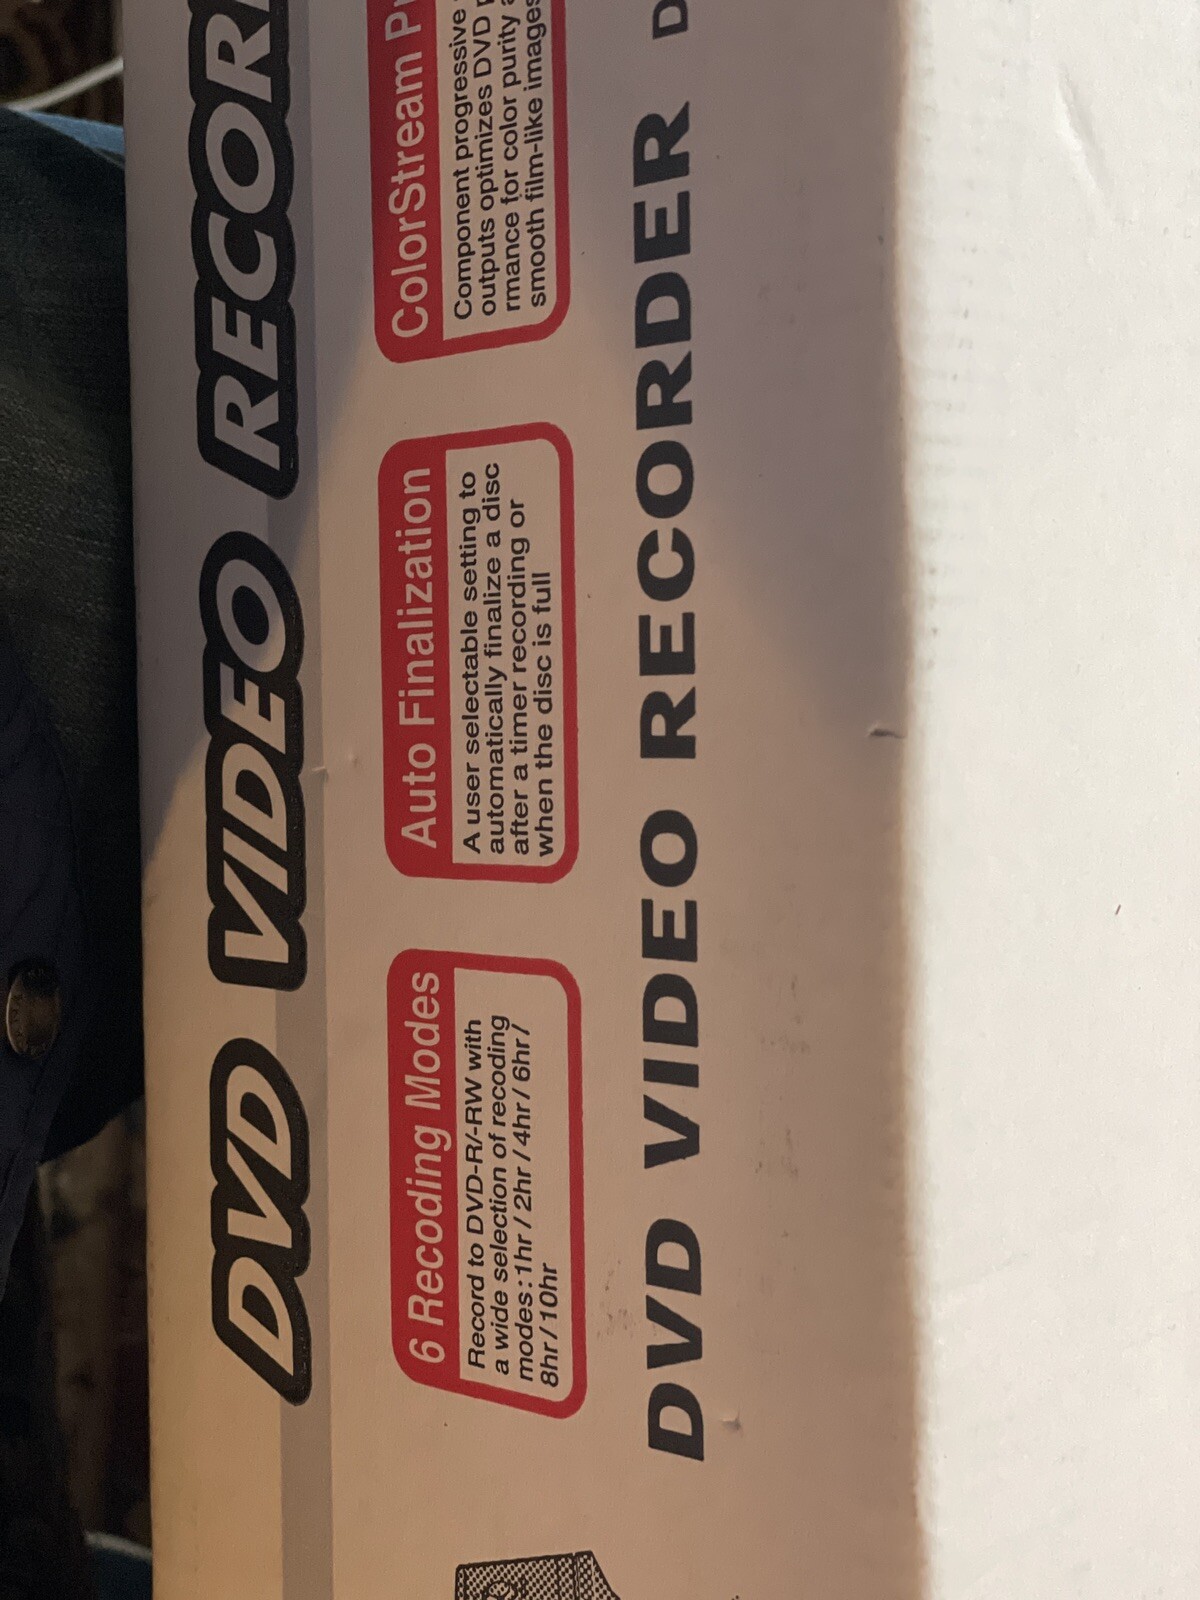 DVD VIDEO RECOR
6 Recoding Modes
Record to DVD-R/-RW with
a wide selection of recoding
modes : 1hr / 2hr / 4hr / 6hr /
8hr / 10hr
Auto Finalization
A user selectable setting to
automatically finalize a disc
after a timer recording or
when the disc is full
ColorStream Pr
Component progressive
outputs optimizes DVD
rmance for color purity
smooth film-like images
DVD VIDEO RECORDER D